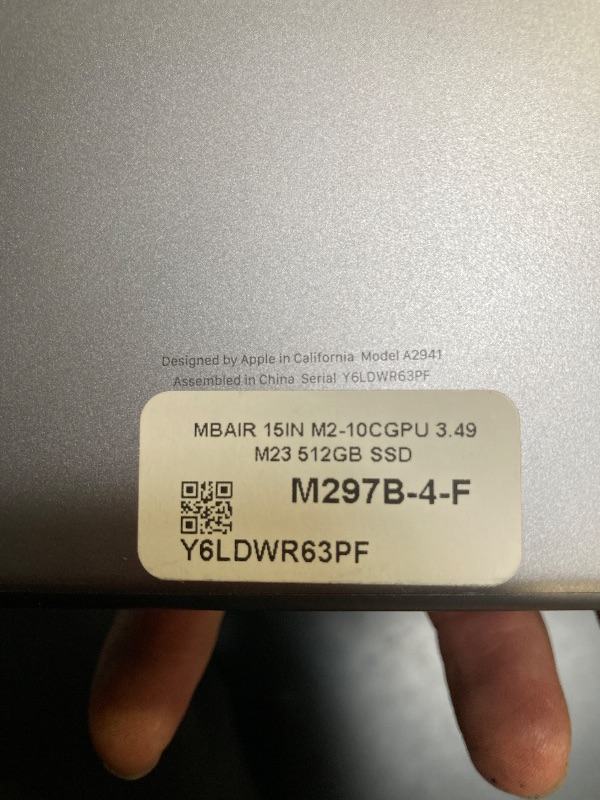 Designed by Apple in California Model A2941
Assembled in China Serial Y6LDWR63PF
MBAIR 15IN M2-10CGPU 3.49
M23 512GB SSD
M297B-4-F
Y6LDWR63PF